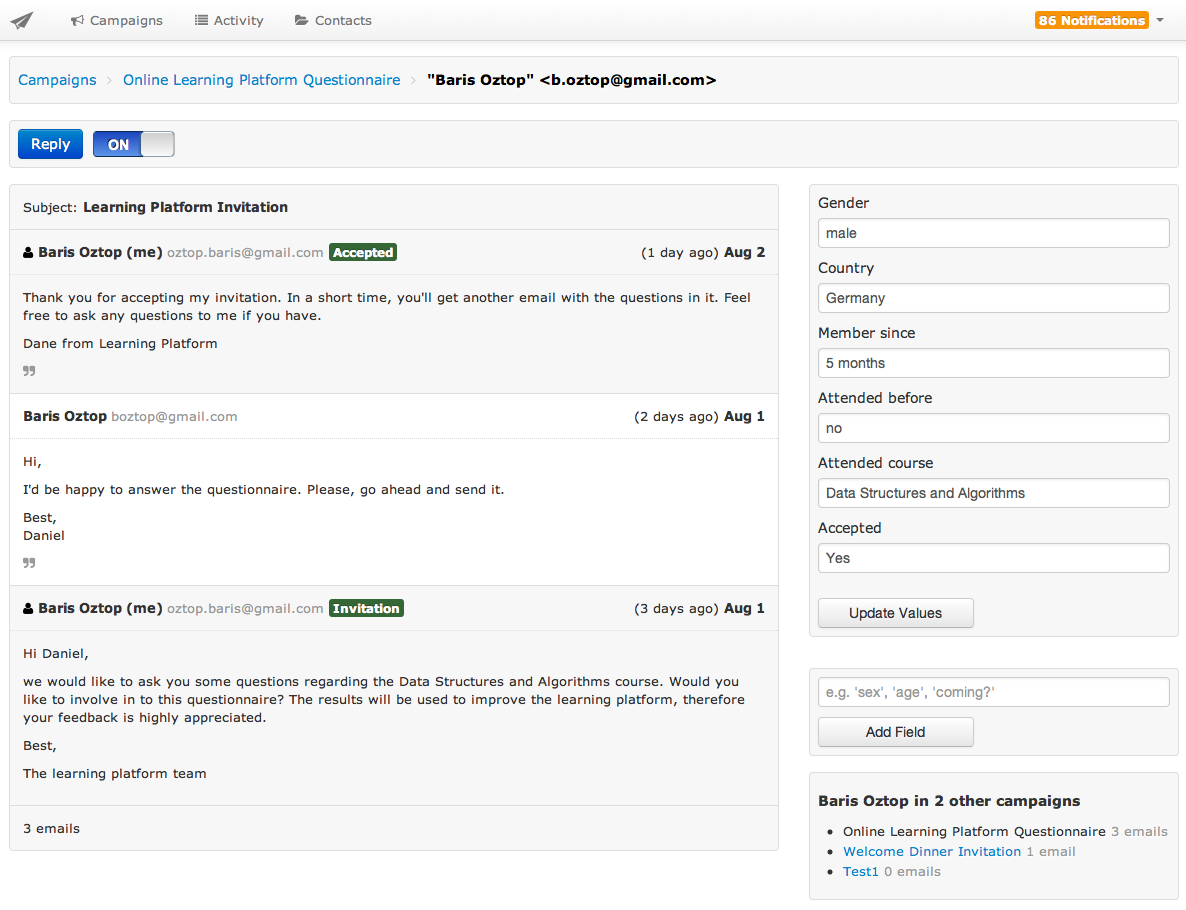 Campaigns Activity Contacts 86 Notifications
Campaigns › Online Learning Platform Questionnaire › "Baris Oztop" <b.oztop@gmail.com>
Reply ON
Subject: Learning Platform Invitation
Baris Oztop (me) oztop.baris@gmail.com Accepted (1 day ago) Aug 2
Thank you for accepting my invitation. In a short time, you'll get another email with the questions in it. Feel
free to ask any questions to me if you have.
Dane from Learning Platform
”
Baris Oztop boztop@gmail.com (2 days ago) Aug 1
Hi,
I'd be happy to answer the questionnaire. Please, go ahead and send it.
Best,
Daniel
”
Baris Oztop (me) oztop.baris@gmail.com Invitation (3 days ago) Aug 1
Hi Daniel,
we would like to ask you some questions regarding the Data Structures and Algorithms course. Would you
like to involve in to this questionnaire? The results will be used to improve the learning platform, therefore
your feedback is highly appreciated.
Best,
The learning platform team
3 emails
Gender
male
Country
Germany
Member since
5 months
Attended before
no
Attended course
Data Structures and Algorithms
Accepted
Yes
Update Values
e.g. 'sex', 'age', 'coming?'
Add Field
Baris Oztop in 2 other campaigns
• Online Learning Platform Questionnaire 3 emails
• Welcome Dinner Invitation 1 email
• Test1 0 emails